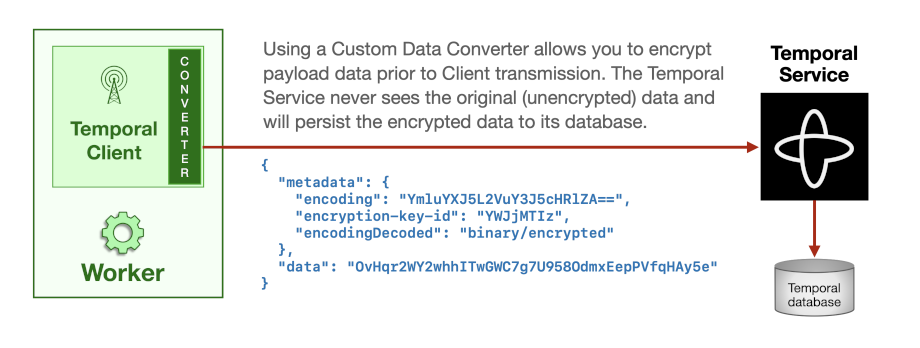 Using a Custom Data Converter allows you to encrypt
payload data prior to Client transmission. The Temporal
Service never sees the original (unencrypted) data and
will persist the encrypted data to its database.
Temporal
Client
CONVERTER
Worker
{
  "metadata": {
    "encoding": "YmluYXJ5L2VuY3J5cHRlZA==",
    "encryption-key-id": "YWJjMTIz",
    "encodingDecoded": "binary/encrypted"
  },
  "data": "OvHqr2WY2whhITwGWC7g7U958OdmxEepPVfqHAy5e"
}
Temporal
Service
Temporal
database